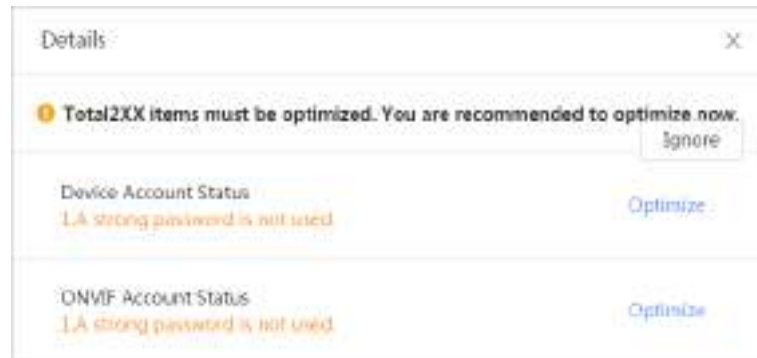 Details
Total2XX items must be optimized. You are recommended to optimize now.
Ignore
Device Account Status
Optimize
1.A strong password is not used
ONVIF Account Status
Optimize
1.A strong password is not used